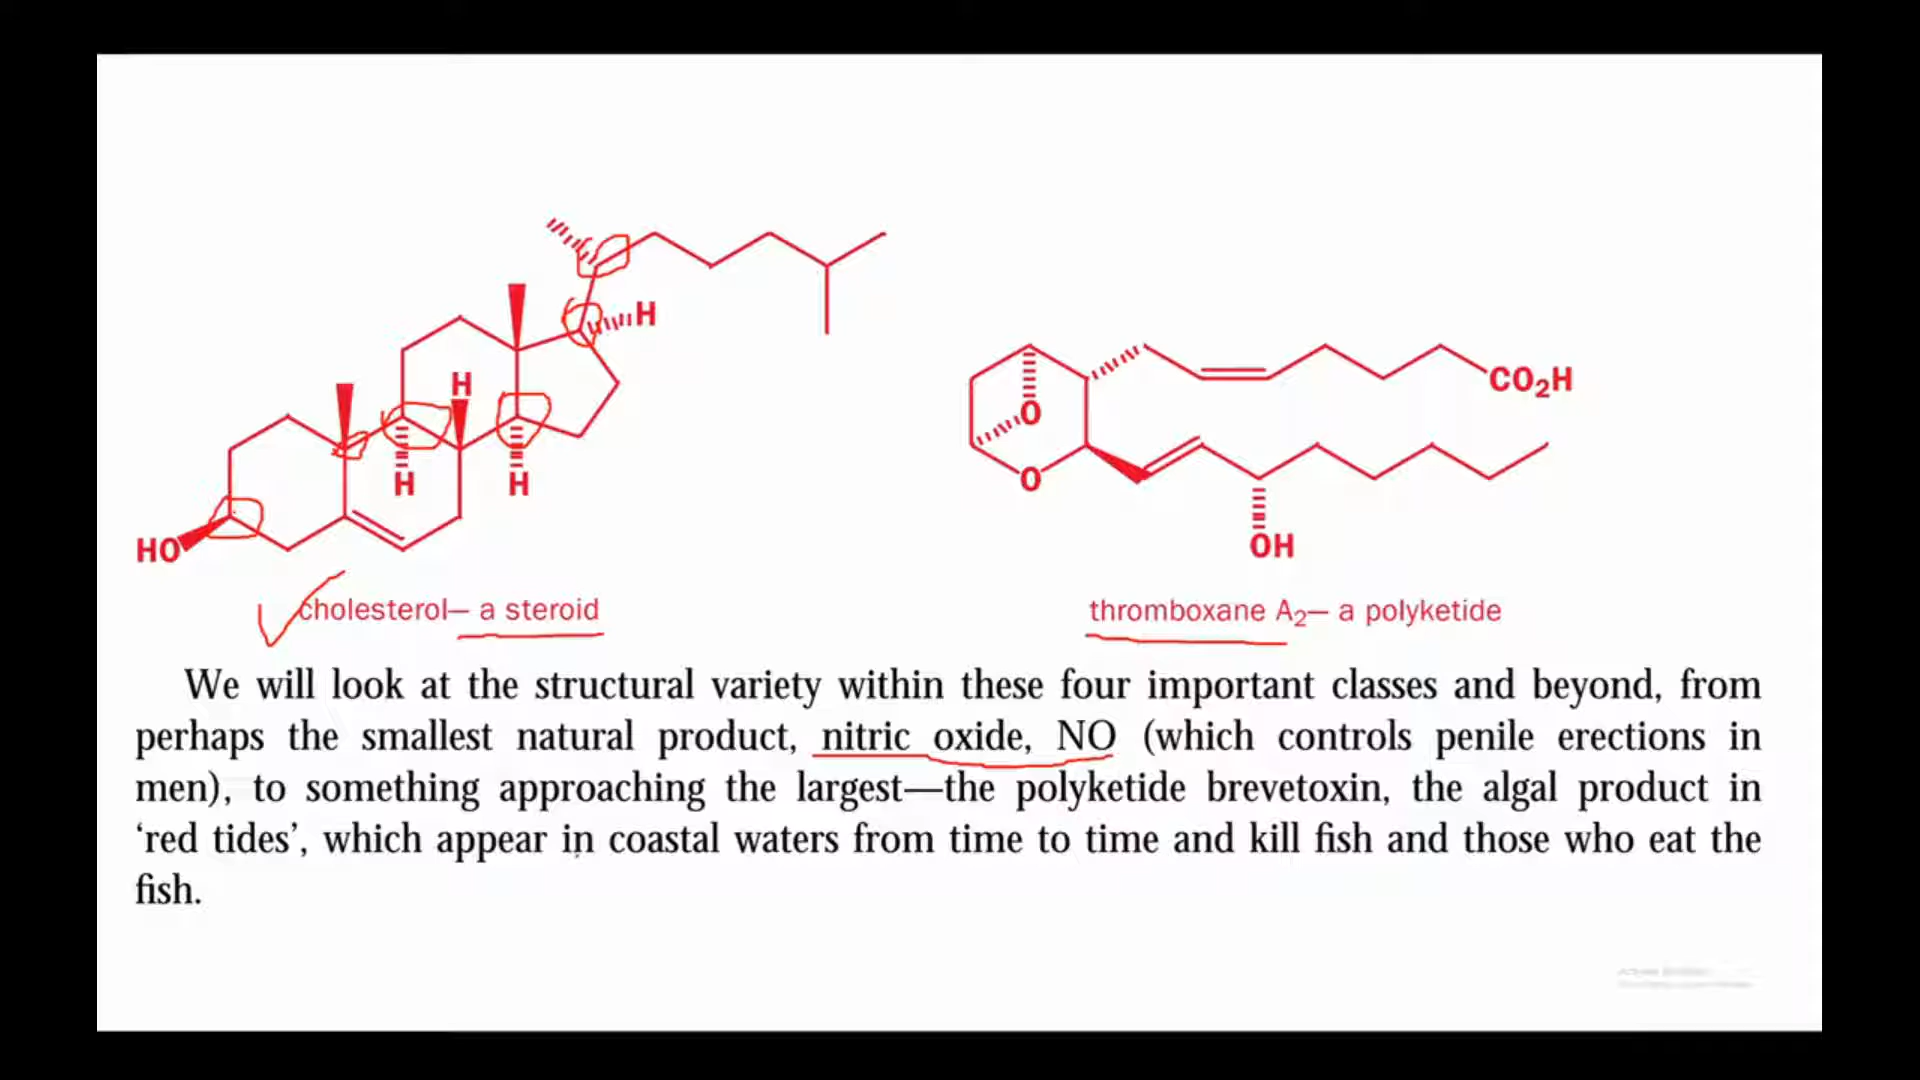 H
H
HO
H
H
cholesterol— a steroid
O
O
CO₂H
OH
thromboxane A₂— a polyketide
We will look at the structural variety within these four important classes and beyond, from
perhaps the smallest natural product, nitric oxide, NO (which controls penile erections in
men), to something approaching the largest—the polyketide brevetoxin, the algal product in
‘red tides’, which appear in coastal waters from time to time and kill fish and those who eat the
fish.